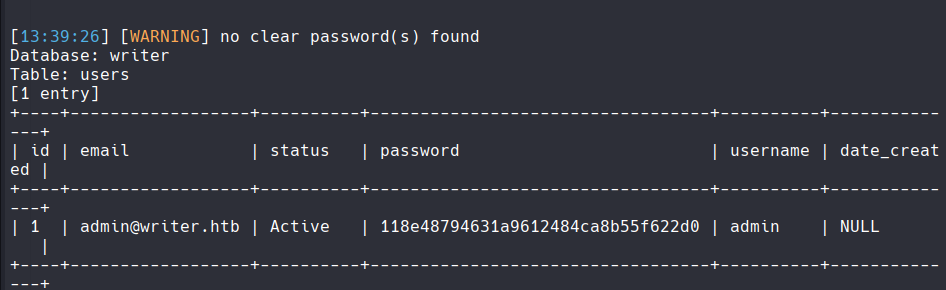 [13:39:26] [WARNING] no clear password(s) found
Database: writer
Table: users
[1 entry]
+----+-----------------+----------+----------------------------------+----------+-----------
---+
| id | email           | status   | password                         | username | date_creat
ed |
+----+-----------------+----------+----------------------------------+----------+-----------
---+
| 1  | admin@writer.htb | Active   | 118e48794631a9612484ca8b55f622d0 | admin    | NULL
   |
+----+-----------------+----------+----------------------------------+----------+-----------
---+